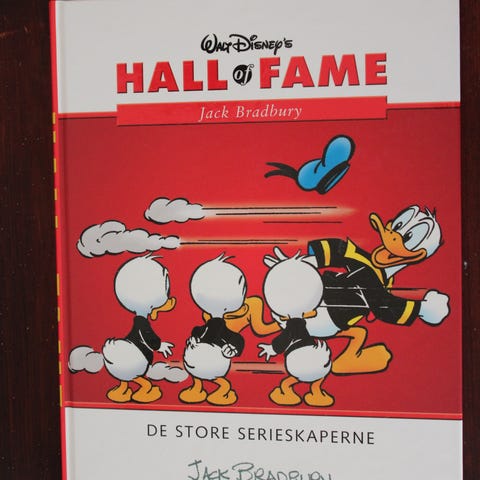 Walt Disney's
HALL of FAME
Jack Bradbury
DE STORE SERIESKAPERNE
JACK BRADBURY